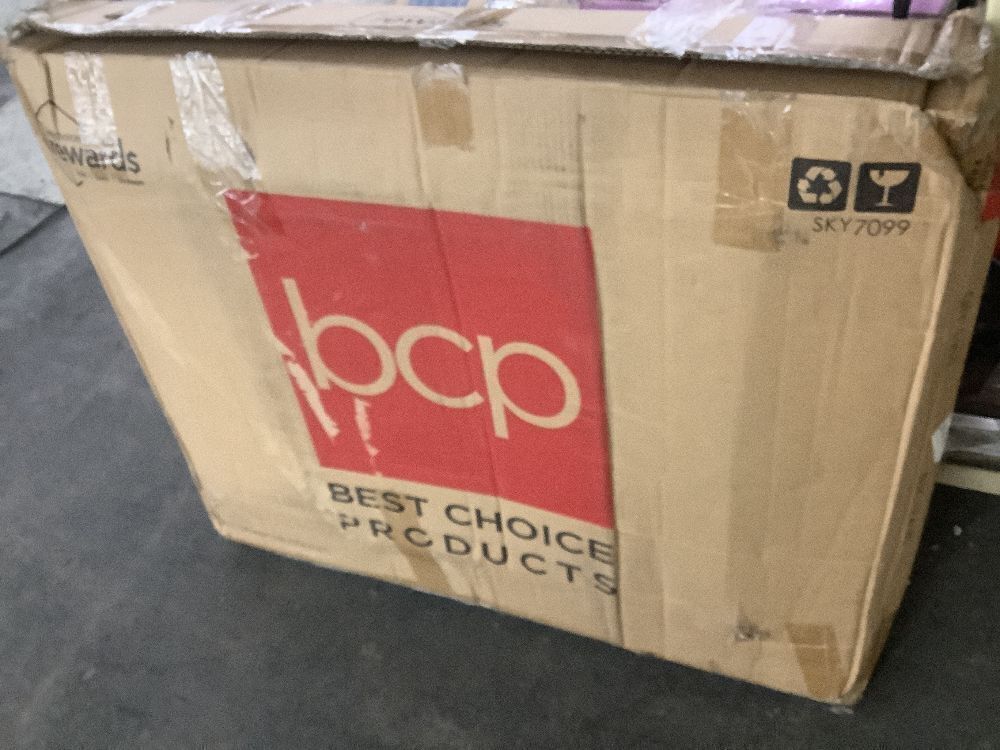 rewards
SKY7099
bcp
BEST CHOICE
PRODUCTS